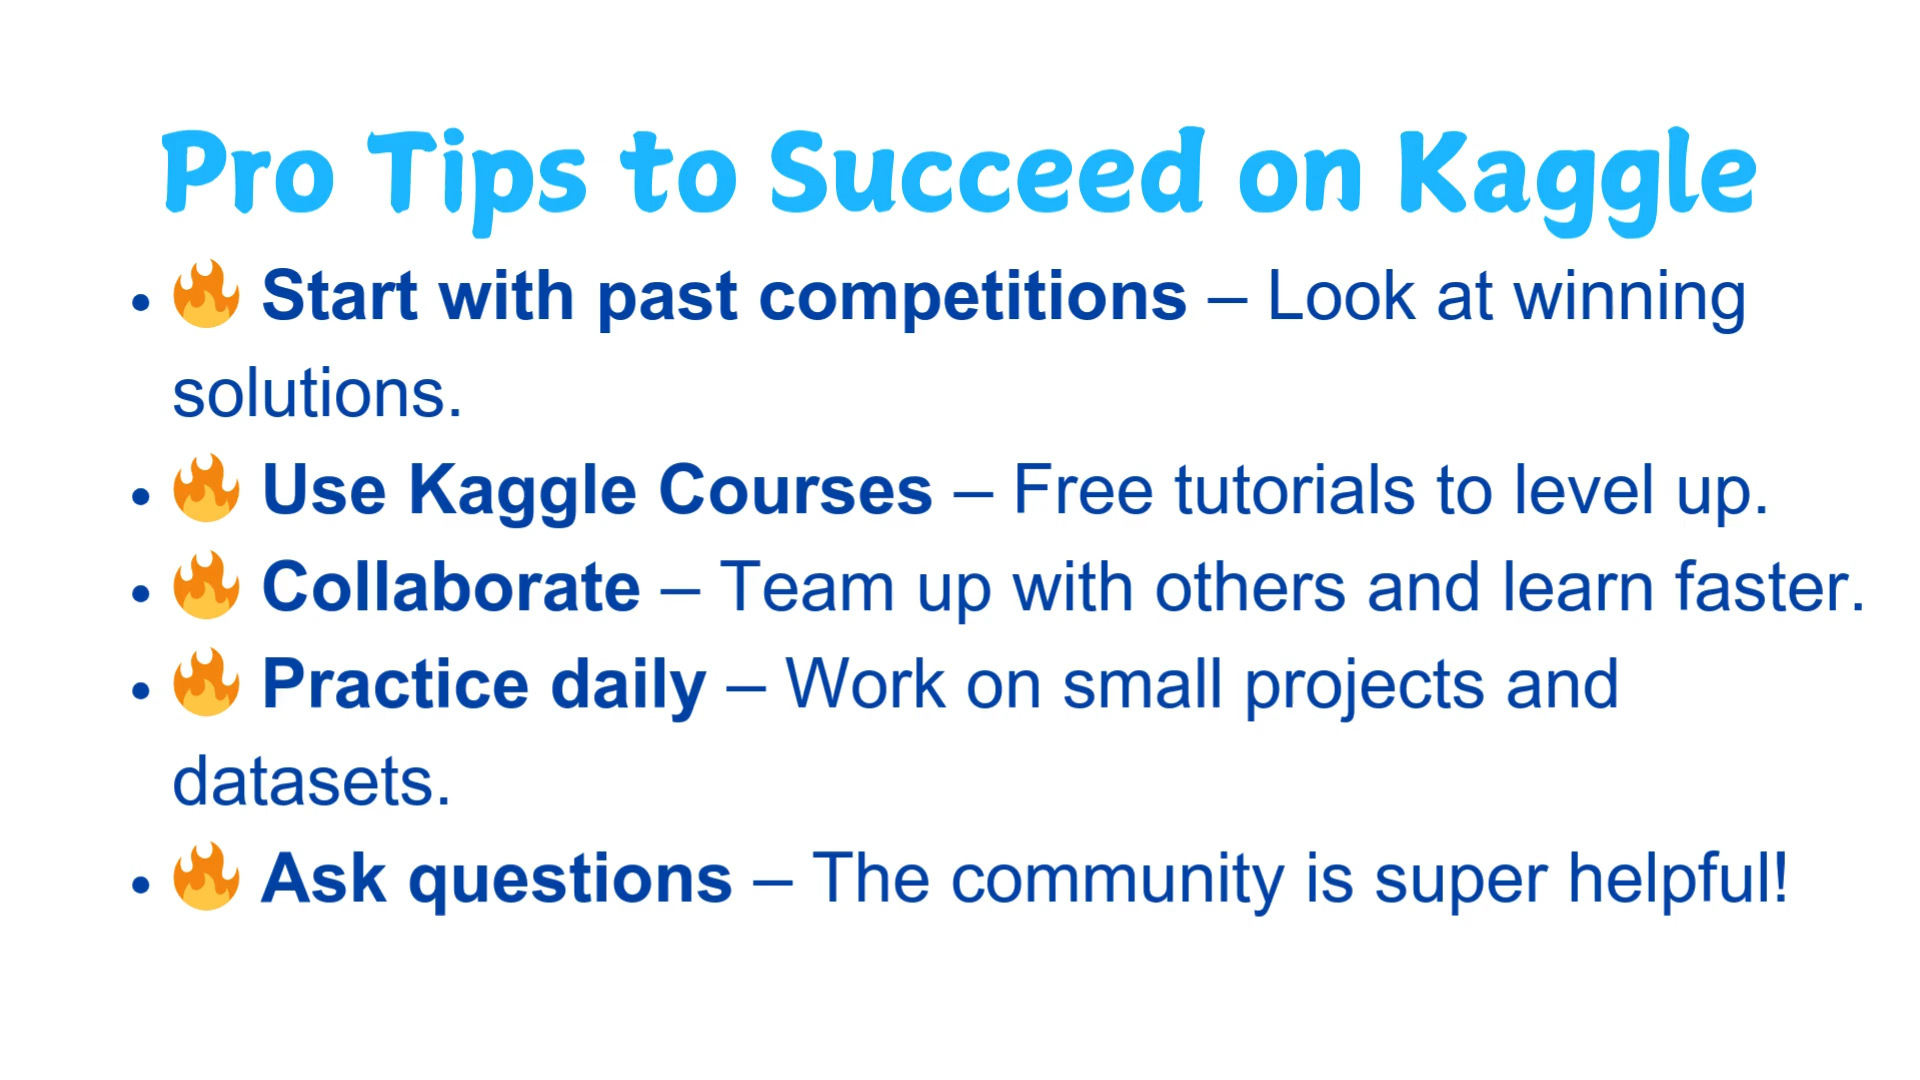 Pro Tips to Succeed on Kaggle
• 🔥 Start with past competitions – Look at winning
solutions.
• 🔥 Use Kaggle Courses – Free tutorials to level up.
• 🔥 Collaborate – Team up with others and learn faster.
• 🔥 Practice daily – Work on small projects and
datasets.
• 🔥 Ask questions – The community is super helpful!